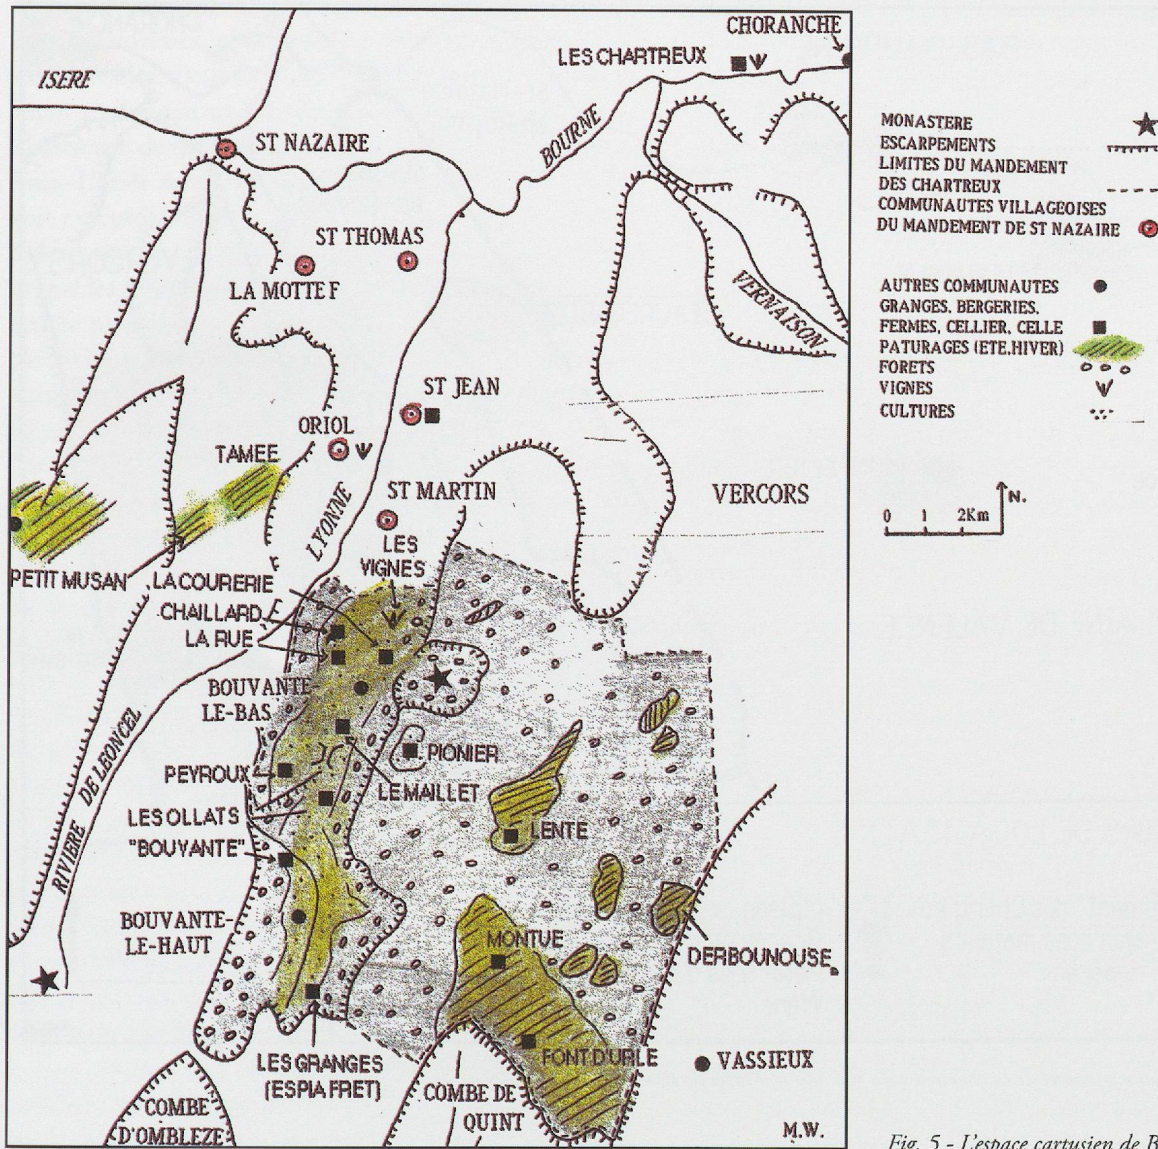 CHORANCHE
LES CHARTREUX
ISERE
ST NAZAIRE
BOURNE
ST THOMAS
LA MOTTE F
VERNAISON
ST JEAN
ORIOL
TAMEE
ST MARTIN
VERCORS
LYONNE
LES
VIGNES
PETIT MUSAN
LA COURERIE
CHAILLARD
LA RUE
BOUVANTE-
LE-BAS
PIONIER
PEYROUX
LE MAILLET
RIVIERE DE LEONCEL
LES OLLATS
"BOUVANTE"
LENTE
BOUVANTE-
LE-HAUT
MONTUE
DERBOUNOUSE
FONT D'URLE
VASSIEUX
LES GRANGES
(ESPIA FRET)
COMBE DE
QUINT
COMBE
D'OMBLEZE
M.W.
MONASTERE
ESCARPEMENTS
LIMITES DU MANDEMENT
DES CHARTREUX
COMMUNAUTES VILLAGEOISES
DU MANDEMENT DE ST NAZAIRE
AUTRES COMMUNAUTES
GRANGES, BERGERIES,
FERMES, CELLIER, CELLE
PATURAGES (ETE,HIVER)
FORETS
VIGNES
CULTURES
N.
0 1 2Km
Fig. 5 - L'espace cartusien de B